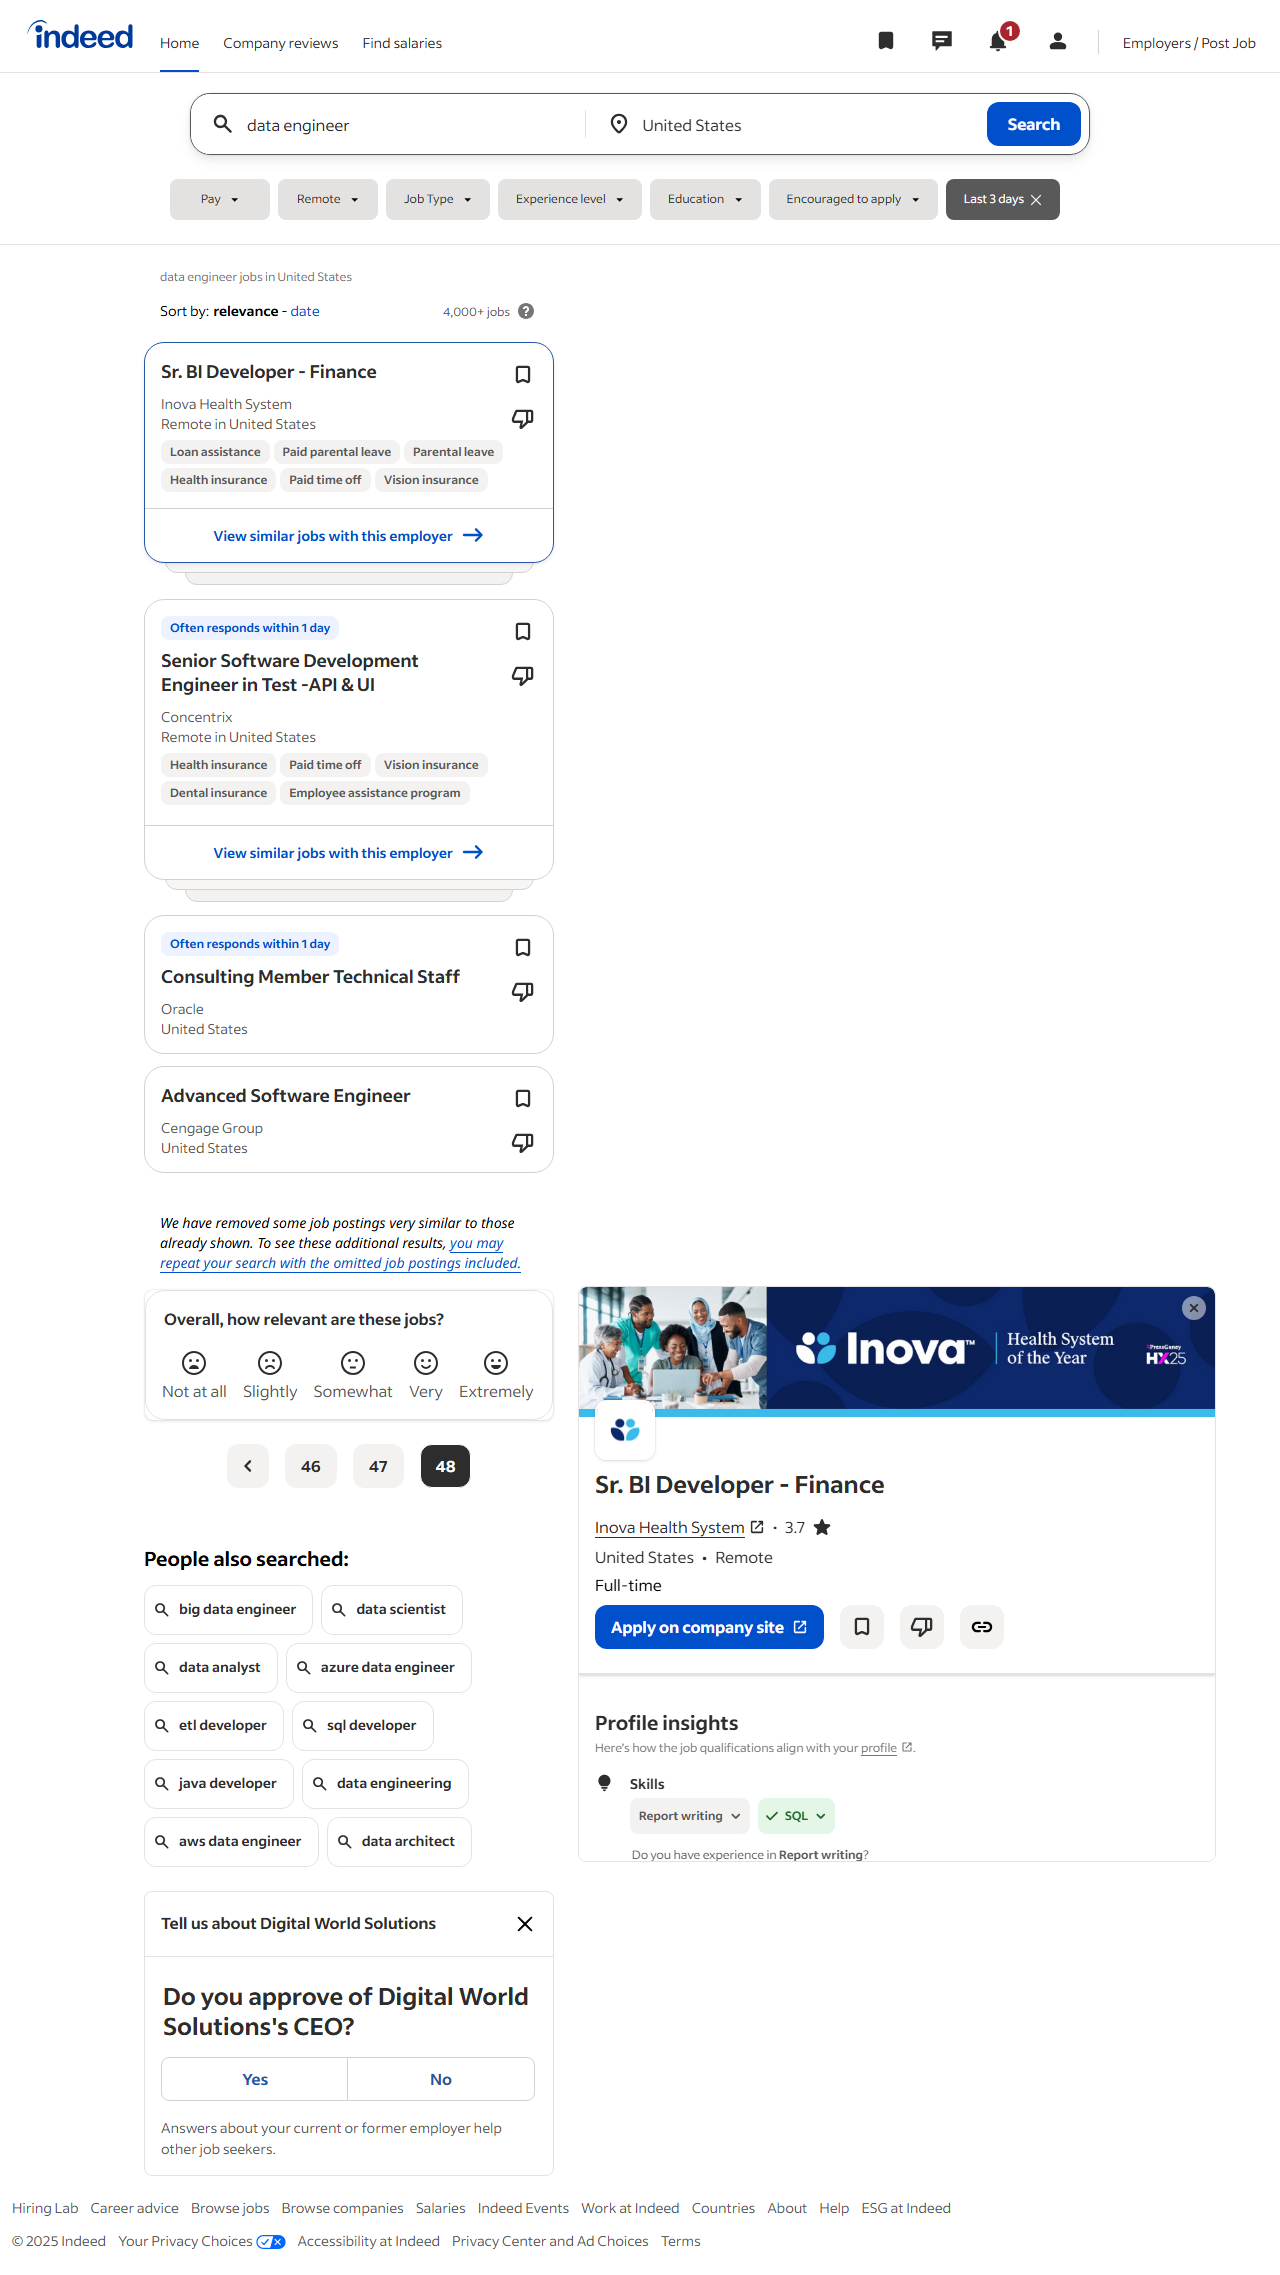 indeed
Home
Company reviews
Find salaries
1
Employers / Post Job
data engineer
United States
Search
Pay
Remote
Job Type
Experience level
Education
Encouraged to apply
Last 3 days
data engineer jobs in United States
Sort by: relevance - date
4,000+ jobs
Sr. BI Developer - Finance
Inova Health System
Remote in United States
Loan assistance
Paid parental leave
Parental leave
Health insurance
Paid time off
Vision insurance
View similar jobs with this employer
Often responds within 1 day
Senior Software Development
Engineer in Test -API & UI
Concentrix
Remote in United States
Health insurance
Paid time off
Vision insurance
Dental insurance
Employee assistance program
View similar jobs with this employer
Often responds within 1 day
Consulting Member Technical Staff
Oracle
United States
Advanced Software Engineer
Cengage Group
United States
We have removed some job postings very similar to those
already shown. To see these additional results, you may
repeat your search with the omitted job postings included.
Overall, how relevant are these jobs?
Not at all
Slightly
Somewhat
Very
Extremely
46
47
48
People also searched:
big data engineer
data scientist
data analyst
azure data engineer
etl developer
sql developer
java developer
data engineering
aws data engineer
data architect
Tell us about Digital World Solutions
Do you approve of Digital World
Solutions's CEO?
Yes
No
Answers about your current or former employer help
other job seekers.
Inova™
Health System
of the Year
PressGaney
HX25
Sr. BI Developer - Finance
Inova Health System
3.7
United States • Remote
Full-time
Apply on company site
Profile insights
Here's how the job qualifications align with your profile.
Skills
Report writing
SQL
Do you have experience in Report writing?
Hiring Lab
Career advice
Browse jobs
Browse companies
Salaries
Indeed Events
Work at Indeed
Countries
About
Help
ESG at Indeed
© 2025 Indeed
Your Privacy Choices
Accessibility at Indeed
Privacy Center and Ad Choices
Terms